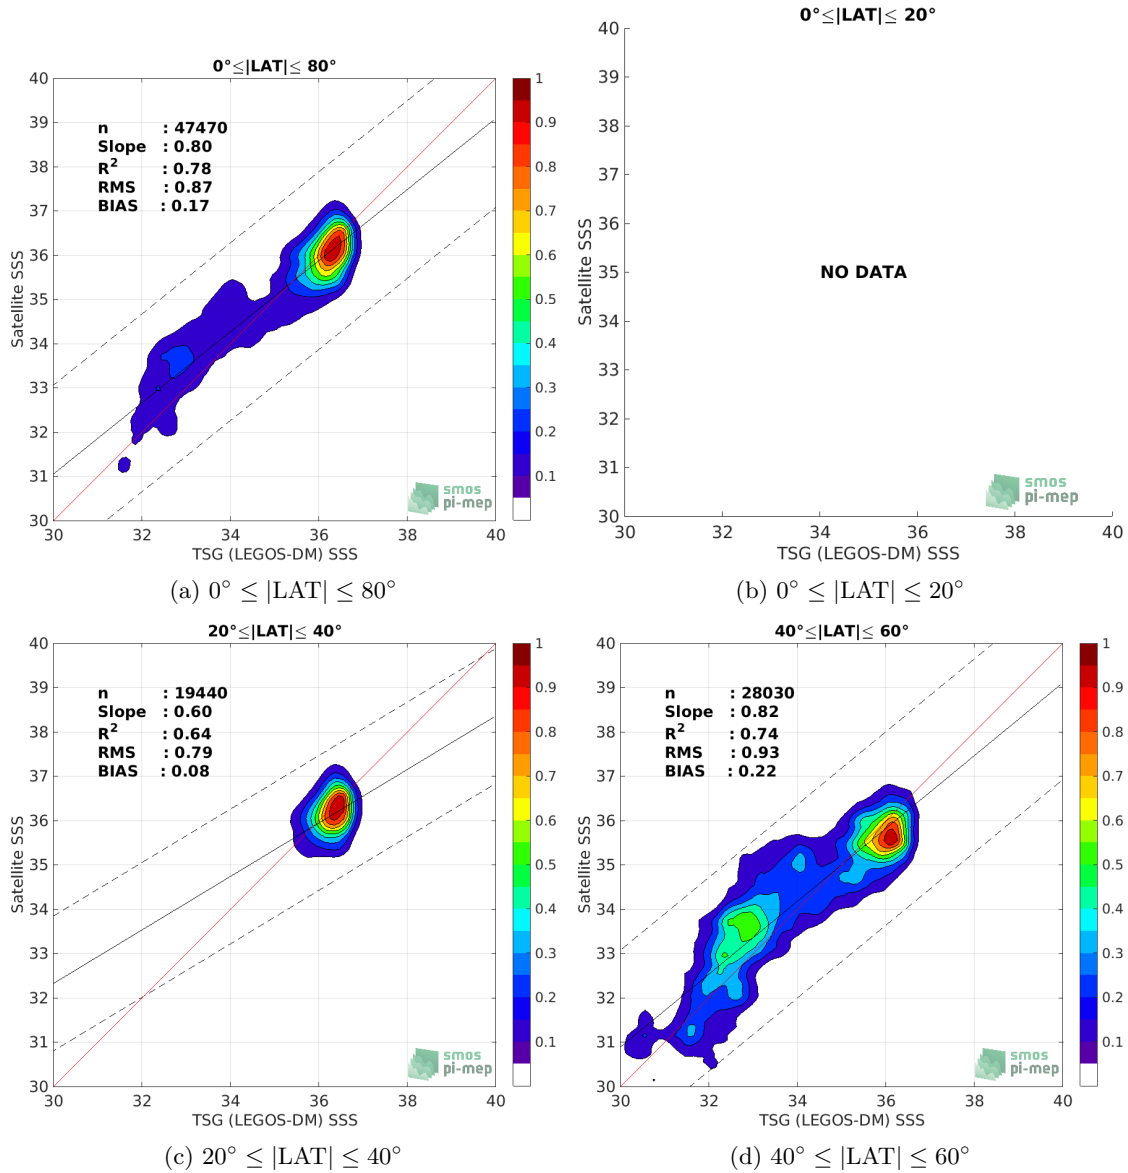 0°≤|LAT|≤ 80°
40
39
38
37
36
35
34
33
32
31
30
30 32 34 36 38 40
Satellite SSS
TSG (LEGOS-DM) SSS
n : 47470
Slope : 0.80
R² : 0.78
RMS : 0.87
BIAS : 0.17
1
0.9
0.8
0.7
0.6
0.5
0.4
0.3
0.2
0.1
smos
pi-mep
(a) 0° ≤ |LAT| ≤ 80°
0°≤|LAT|≤ 20°
40
39
38
37
36
35
34
33
32
31
30
30 32 34 36 38 40
Satellite SSS
TSG (LEGOS-DM) SSS
NO DATA
smos
pi-mep
(b) 0° ≤ |LAT| ≤ 20°
20°≤|LAT|≤ 40°
40
39
38
37
36
35
34
33
32
31
30
30 32 34 36 38 40
Satellite SSS
TSG (LEGOS-DM) SSS
n : 19440
Slope : 0.60
R² : 0.64
RMS : 0.79
BIAS : 0.08
1
0.9
0.8
0.7
0.6
0.5
0.4
0.3
0.2
0.1
smos
pi-mep
(c) 20° ≤ |LAT| ≤ 40°
40°≤|LAT|≤ 60°
40
39
38
37
36
35
34
33
32
31
30
30 32 34 36 38 40
Satellite SSS
TSG (LEGOS-DM) SSS
n : 28030
Slope : 0.82
R² : 0.74
RMS : 0.93
BIAS : 0.22
1
0.9
0.8
0.7
0.6
0.5
0.4
0.3
0.2
0.1
smos
pi-mep
(d) 40° ≤ |LAT| ≤ 60°